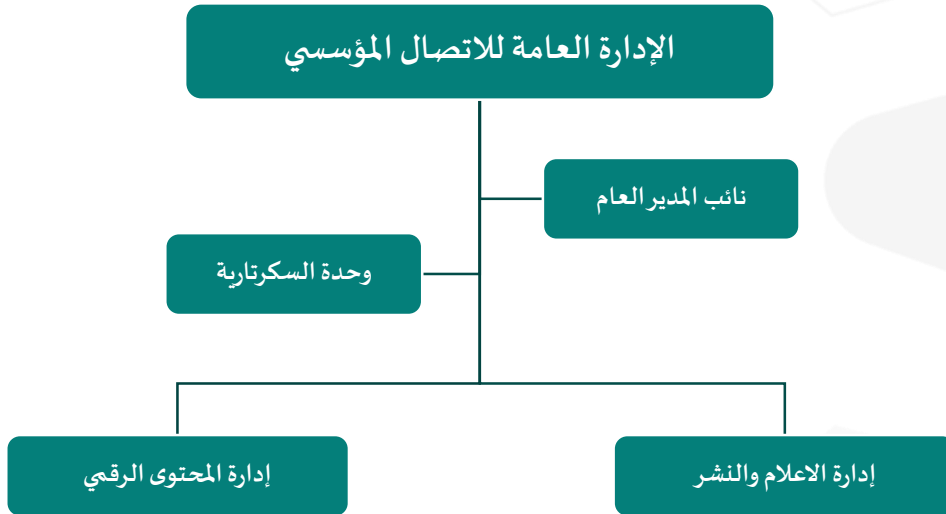 الإدارة العامة للاتصال المؤسسي
نائب المدير العام
وحدة السكرتارية
إدارة الاعلام والنشر
إدارة المحتوى الرقمي